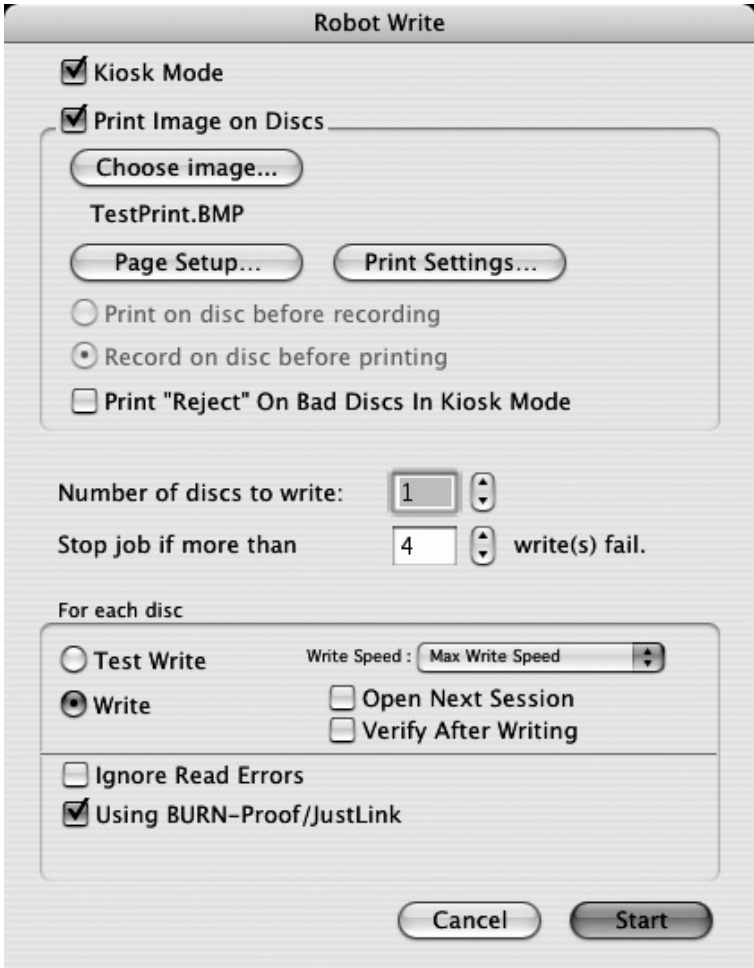 Robot Write
Kiosk Mode
Print Image on Discs
Choose image...
TestPrint.BMP
Page Setup... Print Settings...
Print on disc before recording
Record on disc before printing
Print "Reject" On Bad Discs In Kiosk Mode
Number of discs to write: 1
Stop job if more than 4 write(s) fail.
For each disc
Test Write Write Speed : Max Write Speed
Write Open Next Session
Verify After Writing
Ignore Read Errors
Using BURN-Proof/JustLink
Cancel Start